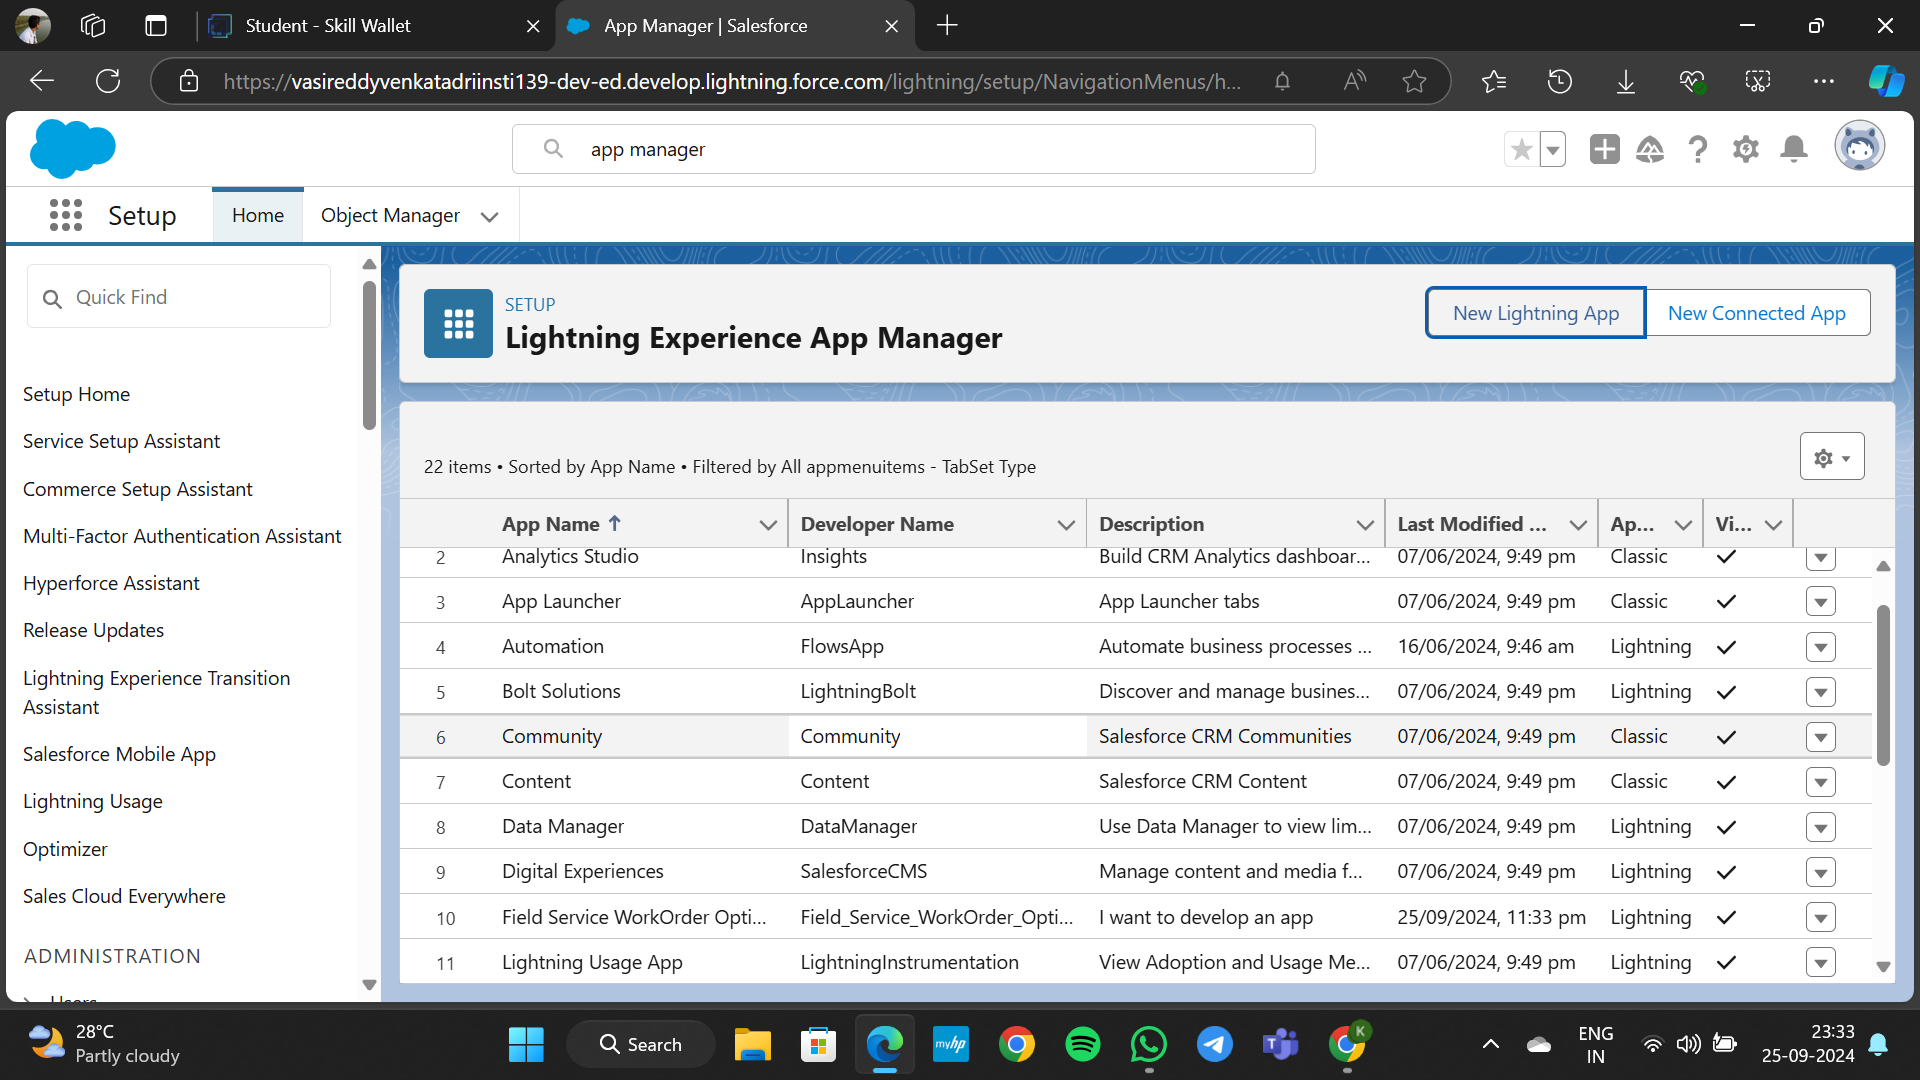 Student - Skill Wallet
App Manager | Salesforce
https://vasireddyvenkatadriinsti139-dev-ed.develop.lightning.force.com/lightning/setup/NavigationMenus/h...
app manager
Setup
Home
Object Manager
Quick Find
Setup Home
Service Setup Assistant
Commerce Setup Assistant
Multi-Factor Authentication Assistant
Hyperforce Assistant
Release Updates
Lightning Experience Transition
Assistant
Salesforce Mobile App
Lightning Usage
Optimizer
Sales Cloud Everywhere
ADMINISTRATION
Users
SETUP
Lightning Experience App Manager
New Lightning App
New Connected App
22 items • Sorted by App Name • Filtered by All appmenuitems - TabSet Type
App Name Developer Name Description Last Modified ... Ap... Vi...
2 Analytics Studio Insights Build CRM Analytics dashboar... 07/06/2024, 9:49 pm Classic
3 App Launcher AppLauncher App Launcher tabs 07/06/2024, 9:49 pm Classic
4 Automation FlowsApp Automate business processes ... 16/06/2024, 9:46 am Lightning
5 Bolt Solutions LightningBolt Discover and manage busines... 07/06/2024, 9:49 pm Lightning
6 Community Community Salesforce CRM Communities 07/06/2024, 9:49 pm Classic
7 Content Content Salesforce CRM Content 07/06/2024, 9:49 pm Classic
8 Data Manager DataManager Use Data Manager to view lim... 07/06/2024, 9:49 pm Lightning
9 Digital Experiences SalesforceCMS Manage content and media f... 07/06/2024, 9:49 pm Lightning
10 Field Service WorkOrder Opti... Field_Service_WorkOrder_Opti... I want to develop an app 25/09/2024, 11:33 pm Lightning
11 Lightning Usage App LightningInstrumentation View Adoption and Usage Me... 07/06/2024, 9:49 pm Lightning
28°C
Partly cloudy
Search
myhp
K
ENG
IN
23:33
25-09-2024